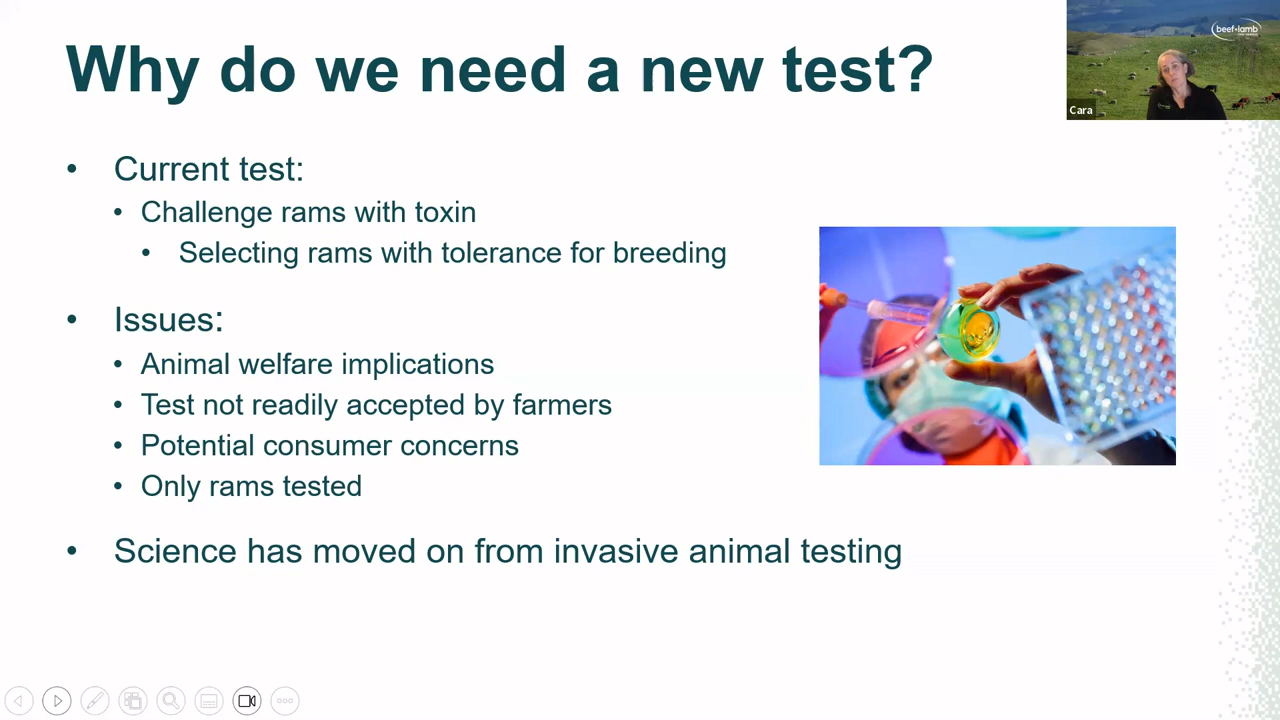 Why do we need a new test?
beef+lamb
Cara
• Current test:
• Challenge rams with toxin
• Selecting rams with tolerance for breeding
• Issues:
• Animal welfare implications
• Test not readily accepted by farmers
• Potential consumer concerns
• Only rams tested
• Science has moved on from invasive animal testing